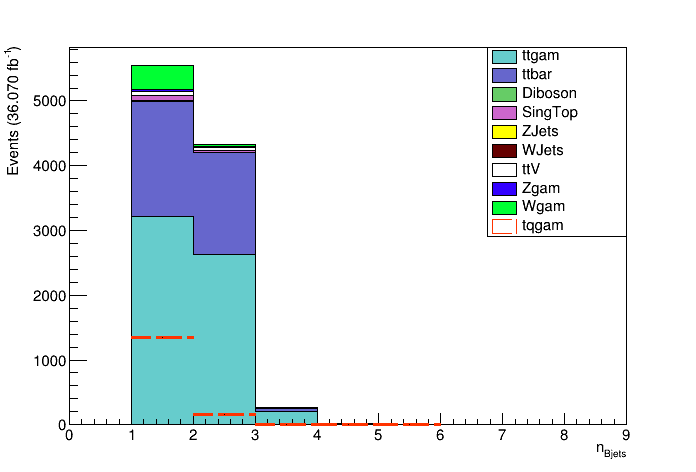 Events (36.070 fb⁻¹)
5000
4000
3000
2000
1000
0
0 1 2 3 4 5 6 7 8 9
n_Bjets
ttgam
ttbar
Diboson
SingTop
ZJets
WJets
ttV
Zgam
Wgam
tqgam